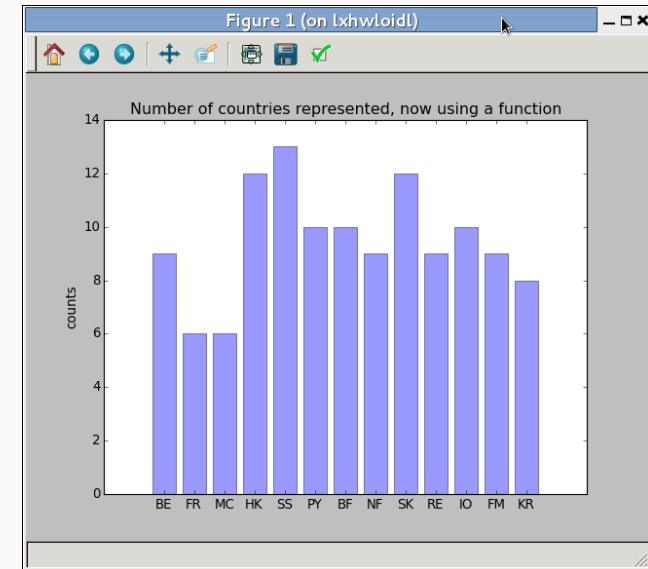 Figure 1 (on lxhwloidl)
Number of countries represented, now using a function
14
12
10
8
6
4
2
0
counts
BE FR MC HK SS PY BF NF SK RE IO FM KR